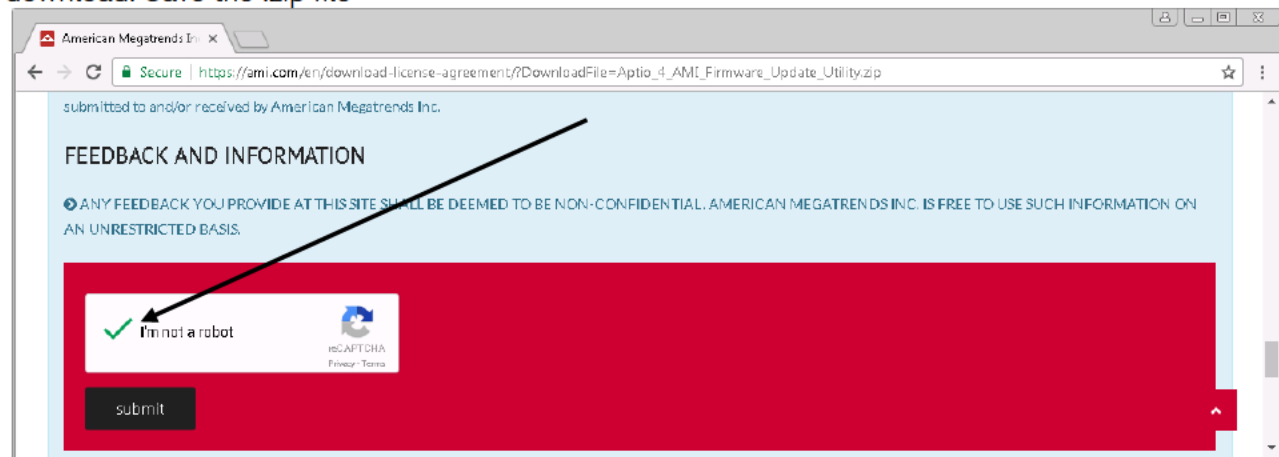 download. Save the .zip file
American Megatrends In
Secure | https://ami.com/en/download-license-agreement/?DownloadFile=Aptio_4_AMI_Firmware_Update_Utility.zip
submitted to and/or received by American Megatrends Inc.
FEEDBACK AND INFORMATION
ANY FEEDBACK YOU PROVIDE AT THIS SITE SHALL BE DEEMED TO BE NON-CONFIDENTIAL. AMERICAN MEGATRENDS INC. IS FREE TO USE SUCH INFORMATION ON
AN UNRESTRICTED BASIS.
I'm not a robot
reCAPTCHA
Privacy - Terms
submit